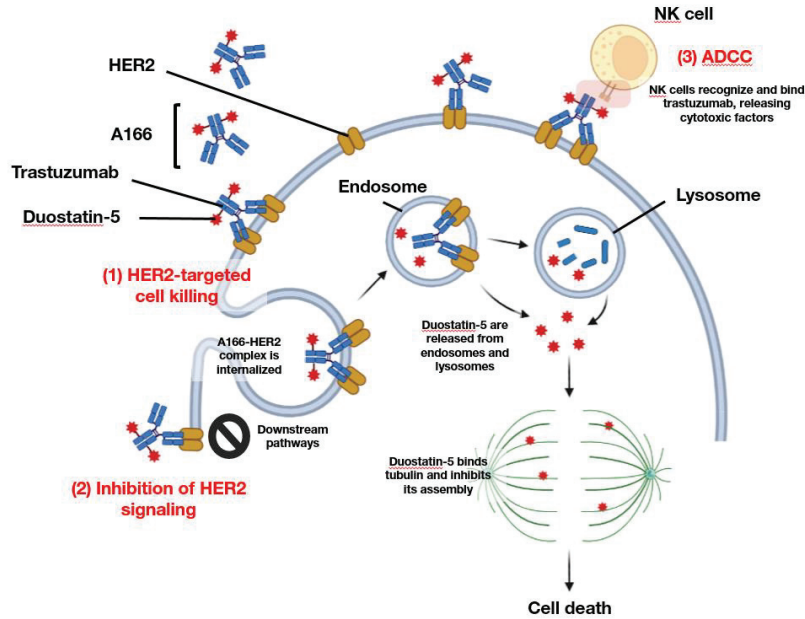 NK cell
HER2
(3) ADCC
NK cells recognize and bind
trastuzumab, releasing
cytotoxic factors
A166
Trastuzumab
Duostatin-5
Endosome
Lysosome
(1) HER2-targeted
cell killing
A166-HER2
complex is
internalized
Duostatin-5 are
released from
endosomes and
lysosomes
Downstream
pathways
(2) Inhibition of HER2
signaling
Duostatin-5 binds
tubulin and inhibits
its assembly
Cell death